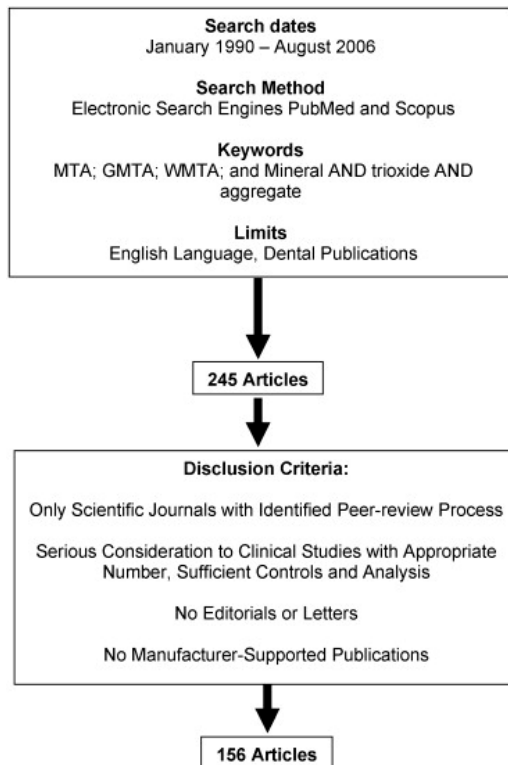 Search dates
January 1990 – August 2006
Search Method
Electronic Search Engines PubMed and Scopus
Keywords
MTA; GMTA; WMTA; and Mineral AND trioxide AND
aggregate
Limits
English Language, Dental Publications
245 Articles
Disclusion Criteria:
Only Scientific Journals with Identified Peer-review Process
Serious Consideration to Clinical Studies with Appropriate
Number, Sufficient Controls and Analysis
No Editorials or Letters
No Manufacturer-Supported Publications
156 Articles